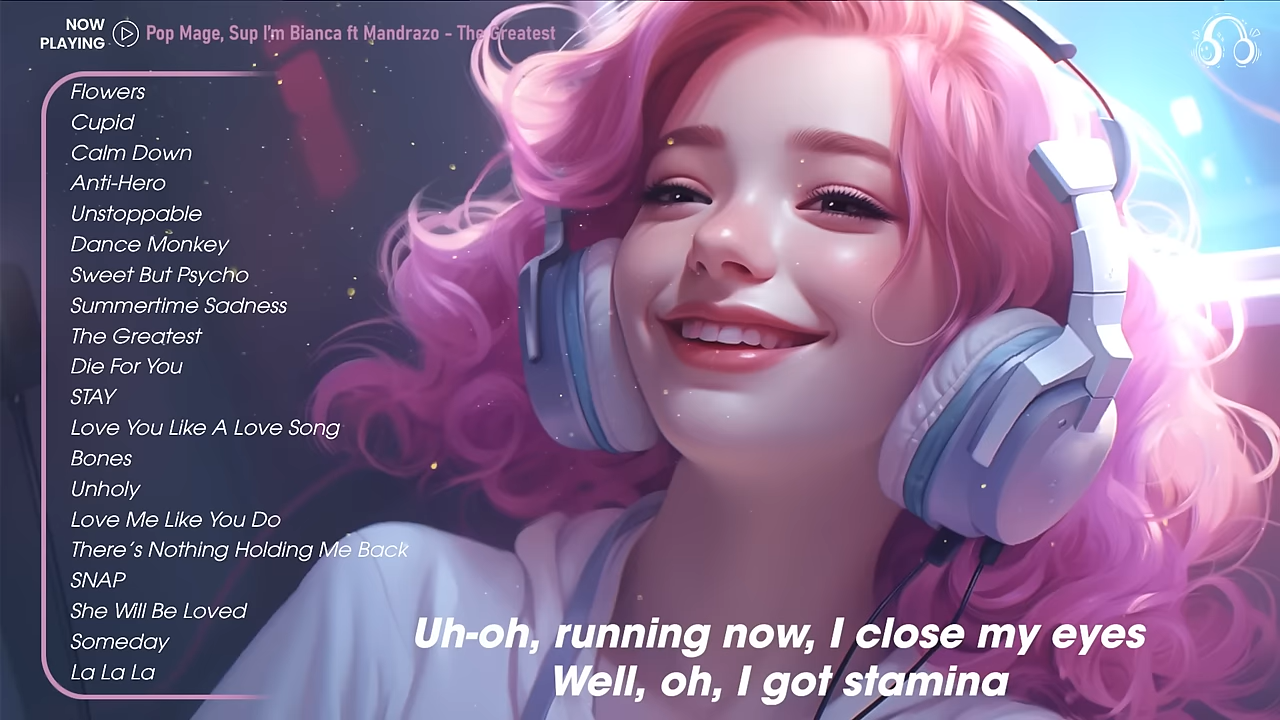 NOW
PLAYING
Pop Mage, Sup I'm Bianca ft Mandrazo - The Greatest
Flowers
Cupid
Calm Down
Anti-Hero
Unstoppable
Dance Monkey
Sweet But Psycho
Summertime Sadness
The Greatest
Die For You
STAY
Love You Like A Love Song
Bones
Unholy
Love Me Like You Do
There's Nothing Holding Me Back
SNAP
She Will Be Loved
Someday
La La La
Uh-oh, running now, I close my eyes
Well, oh, I got stamina